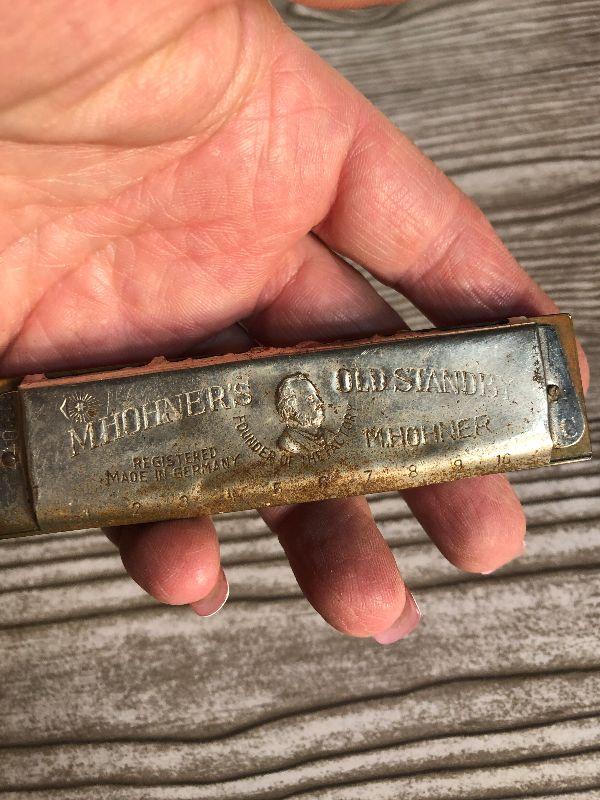 M.HOHNER'S
OLD STANDBY
FOUNDER OF THE FACTORY
M.HOHNER
REGISTERED
MADE IN GERMANY
1 2 3 4 5 6 7 8 9 10
C